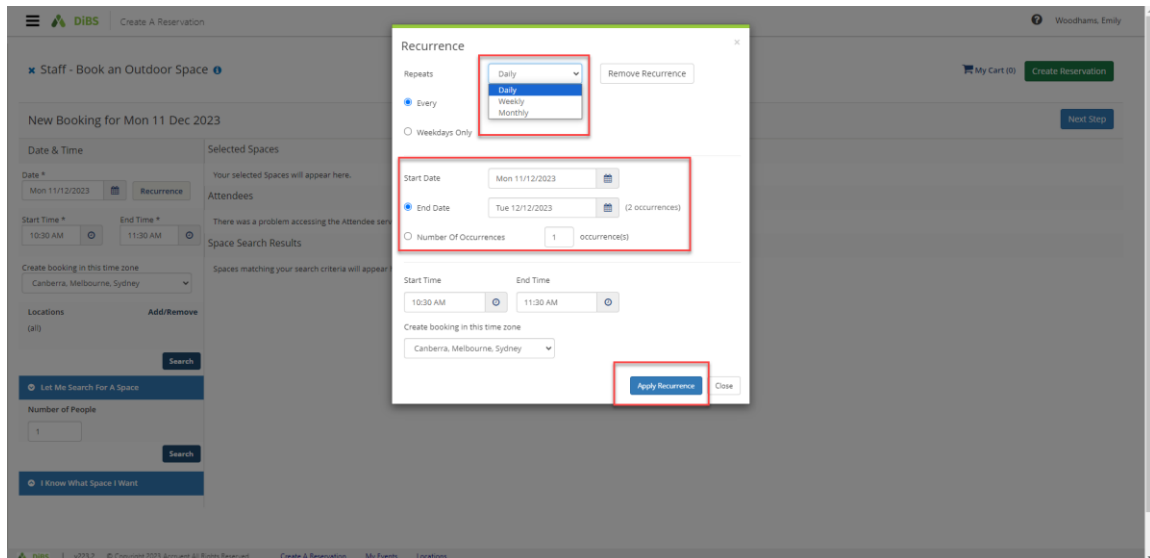 DiBS Create A Reservation
Woodhams, Emily
Staff - Book an Outdoor Space
My Cart (0) Create Reservation
New Booking for Mon 11 Dec 2023
Next Step
Date & Time
Date *
Mon 11/12/2023 Recurrence
Start Time * End Time *
10:30 AM 11:30 AM
Create booking in this time zone
Canberra, Melbourne, Sydney
Locations Add/Remove
(all)
Search
Let Me Search For A Space
Number of People
1
Search
I Know What Space I Want
Selected Spaces
Your selected Spaces will appear here.
Attendees
There was a problem accessing the Attendee
Space Search Results
Spaces matching your search criteria will appear
Recurrence
×
Repeats Daily Remove Recurrence
Daily
Weekly
Monthly
Every
Weekdays Only
Start Date Mon 11/12/2023
End Date Tue 12/12/2023 (2 occurrences)
Number Of Occurrences 1 occurrence(s)
Start Time End Time
10:30 AM 11:30 AM
Create booking in this time zone
Canberra, Melbourne, Sydney
Apply Recurrence Close
DiBS Create A Reservation My Events Locations